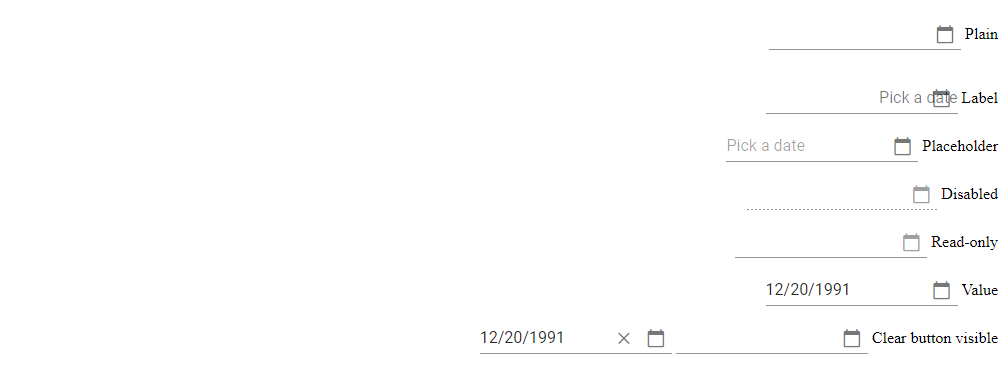 Plain
Pick a date Label
Pick a date Placeholder
Disabled
Read-only
12/20/1991 Value
12/20/1991 Clear button visible